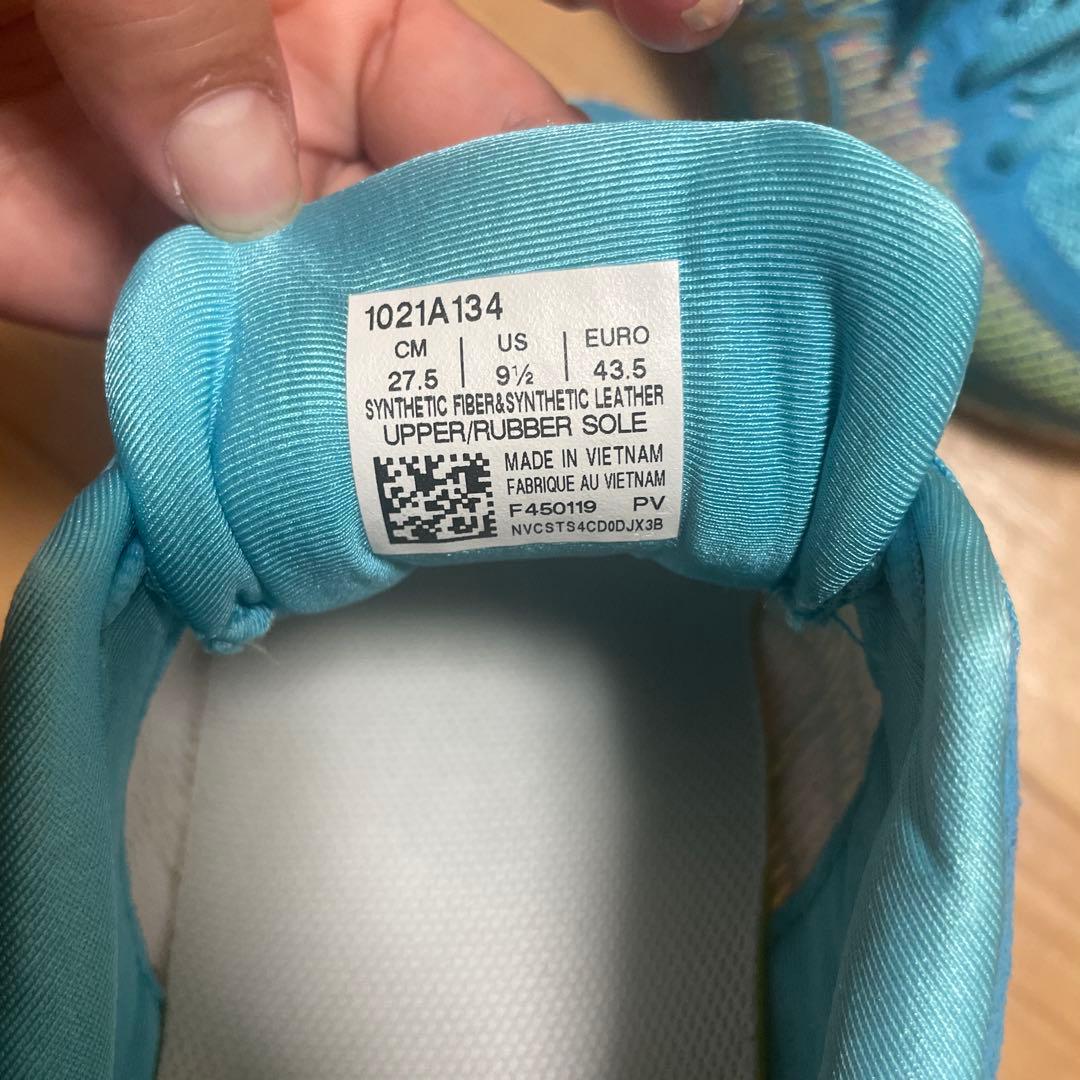 1021A134
CM | US | EURO
27.5 | 9½ | 43.5
SYNTHETIC FIBER&SYNTHETIC LEATHER
UPPER/RUBBER SOLE
MADE IN VIETNAM
FABRIQUE AU VIETNAM
F450119 PV
NVCSTS4CD0DJX3B